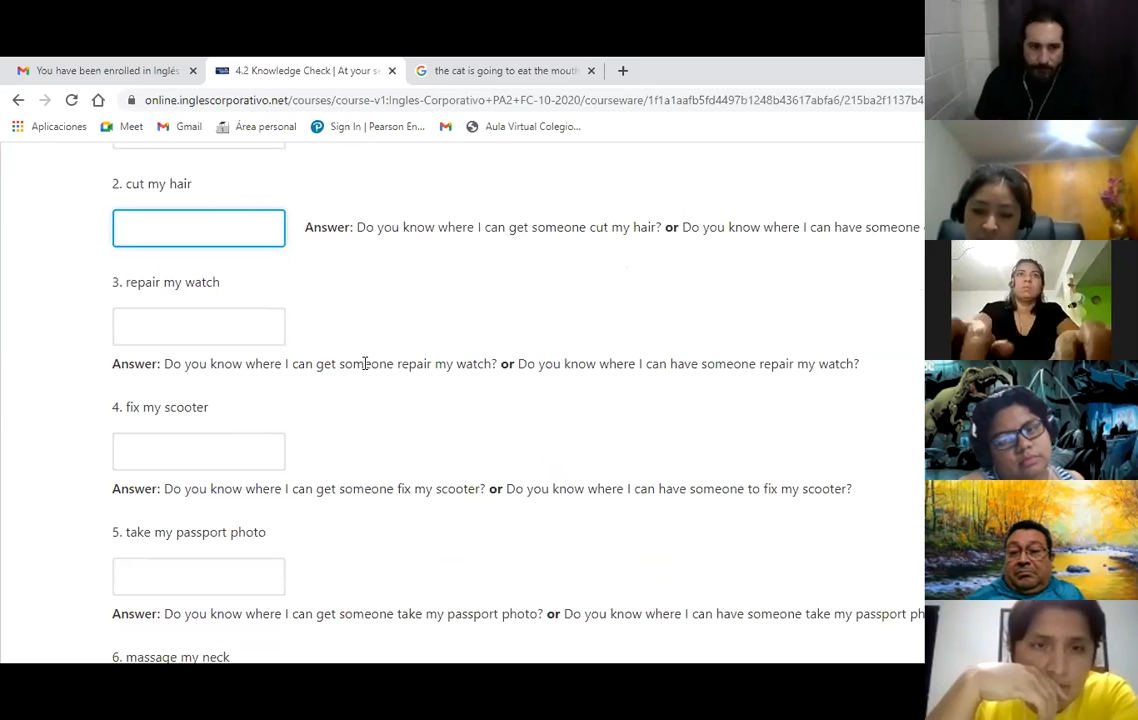 You have been enrolled in Inglés
4.2 Knowledge Check | At your se
the cat is going to eat the mouth
online.inglescorporativo.net/courses/course-v1:Ingles-Corporativo+PA2+FC-10-2020/courseware/1f1a1aafb5fd4497b1248b43617abfa6/215ba2f1137b4
Aplicaciones Meet Gmail Área personal Sign In | Pearson En... Aula Virtual Colegio...
2. cut my hair
Answer: Do you know where I can get someone cut my hair? or Do you know where I can have someone
3. repair my watch
Answer: Do you know where I can get someone repair my watch? or Do you know where I can have someone repair my watch?
4. fix my scooter
Answer: Do you know where I can get someone fix my scooter? or Do you know where I can have someone to fix my scooter?
5. take my passport photo
Answer: Do you know where I can get someone take my passport photo? or Do you know where I can have someone take my passport ph
6. massage my neck